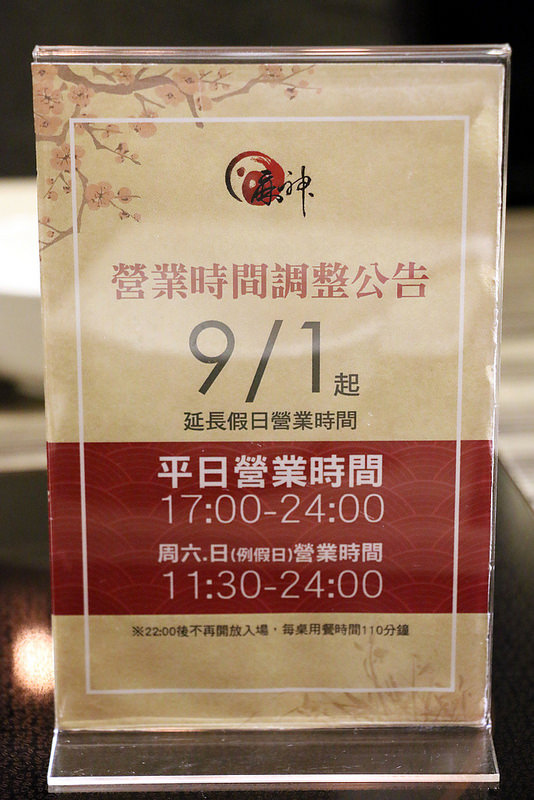 麻神
營業時間調整公告
9/1起
延長假日營業時間
平日營業時間
17:00-24:00
周六.日(例假日)營業時間
11:30-24:00
※22:00後不再開放入場，每桌用餐時間110分鐘